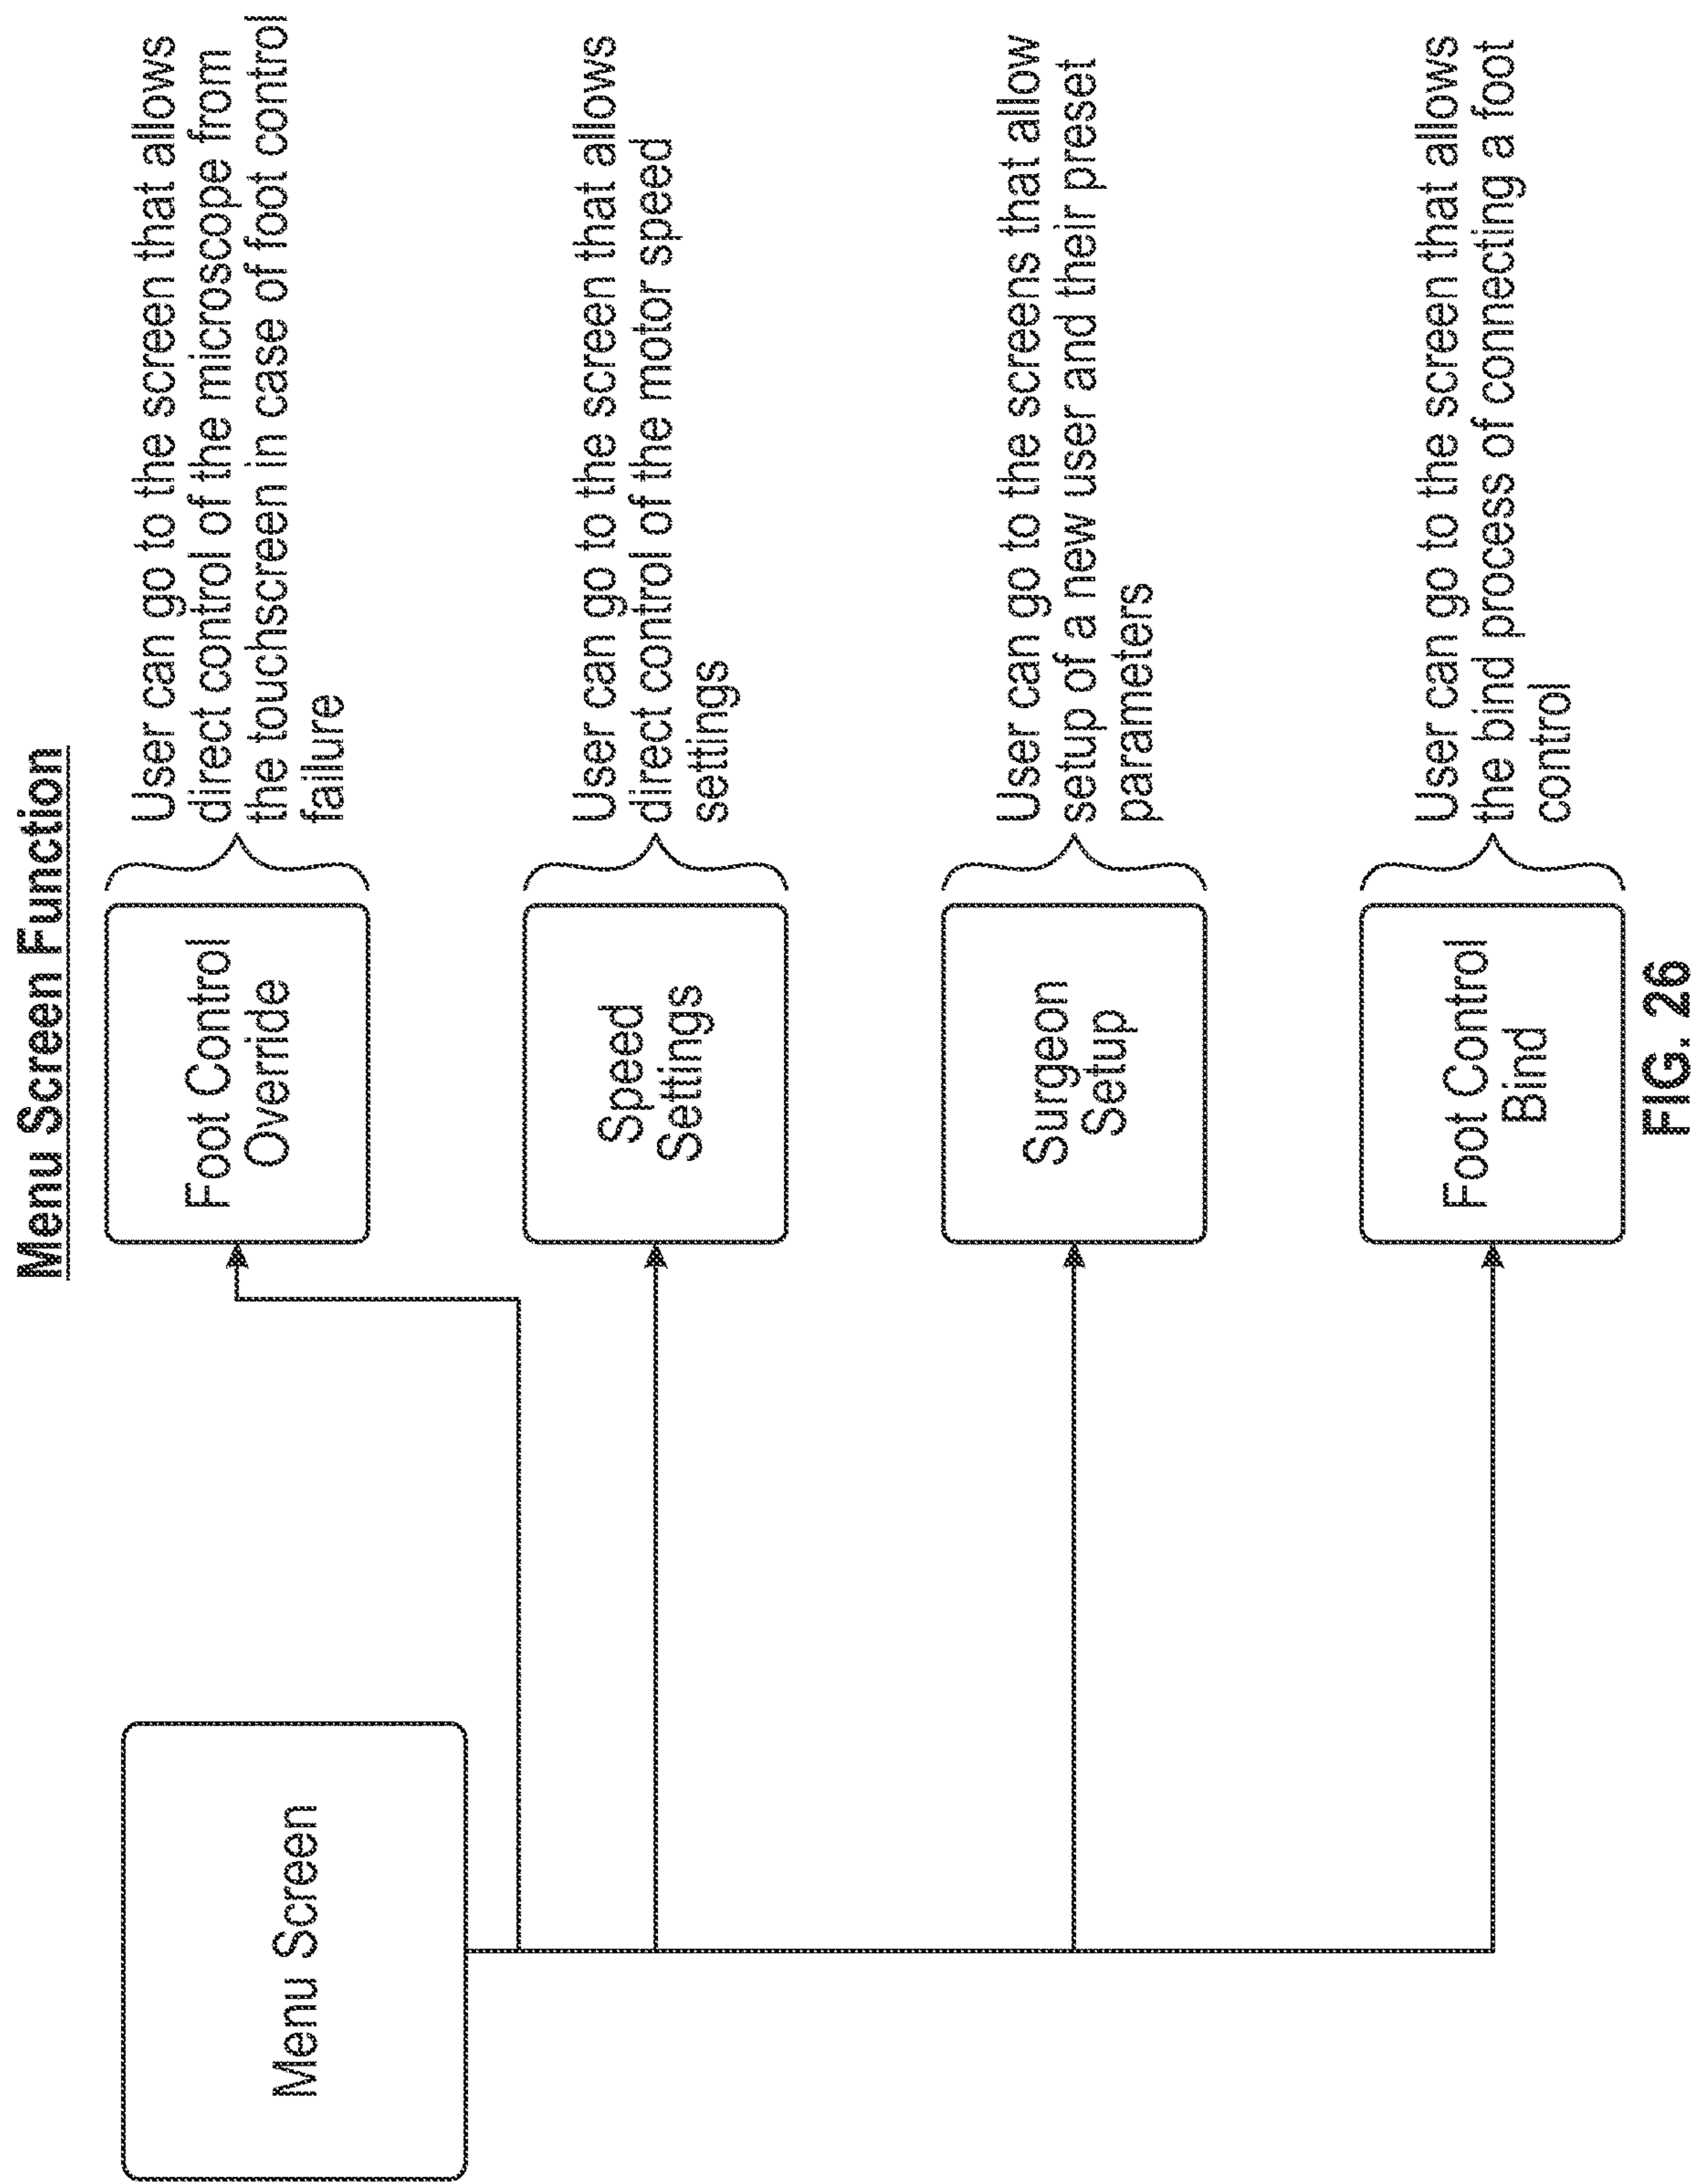 Menu Screen Function
Menu Screen
Foot Control
Override
User can go to the screen that allows
direct control of the microscope from
the touchscreen in case of foot control
failure
Speed
Settings
User can go to the screen that allows
direct control of the motor speed
settings
Surgeon
Setup
User can go to the screens that allow
setup of a new user and their preset
parameters
Foot Control
Bind
User can go to the screen that allows
the bind process of connecting a foot
control
FIG. 26